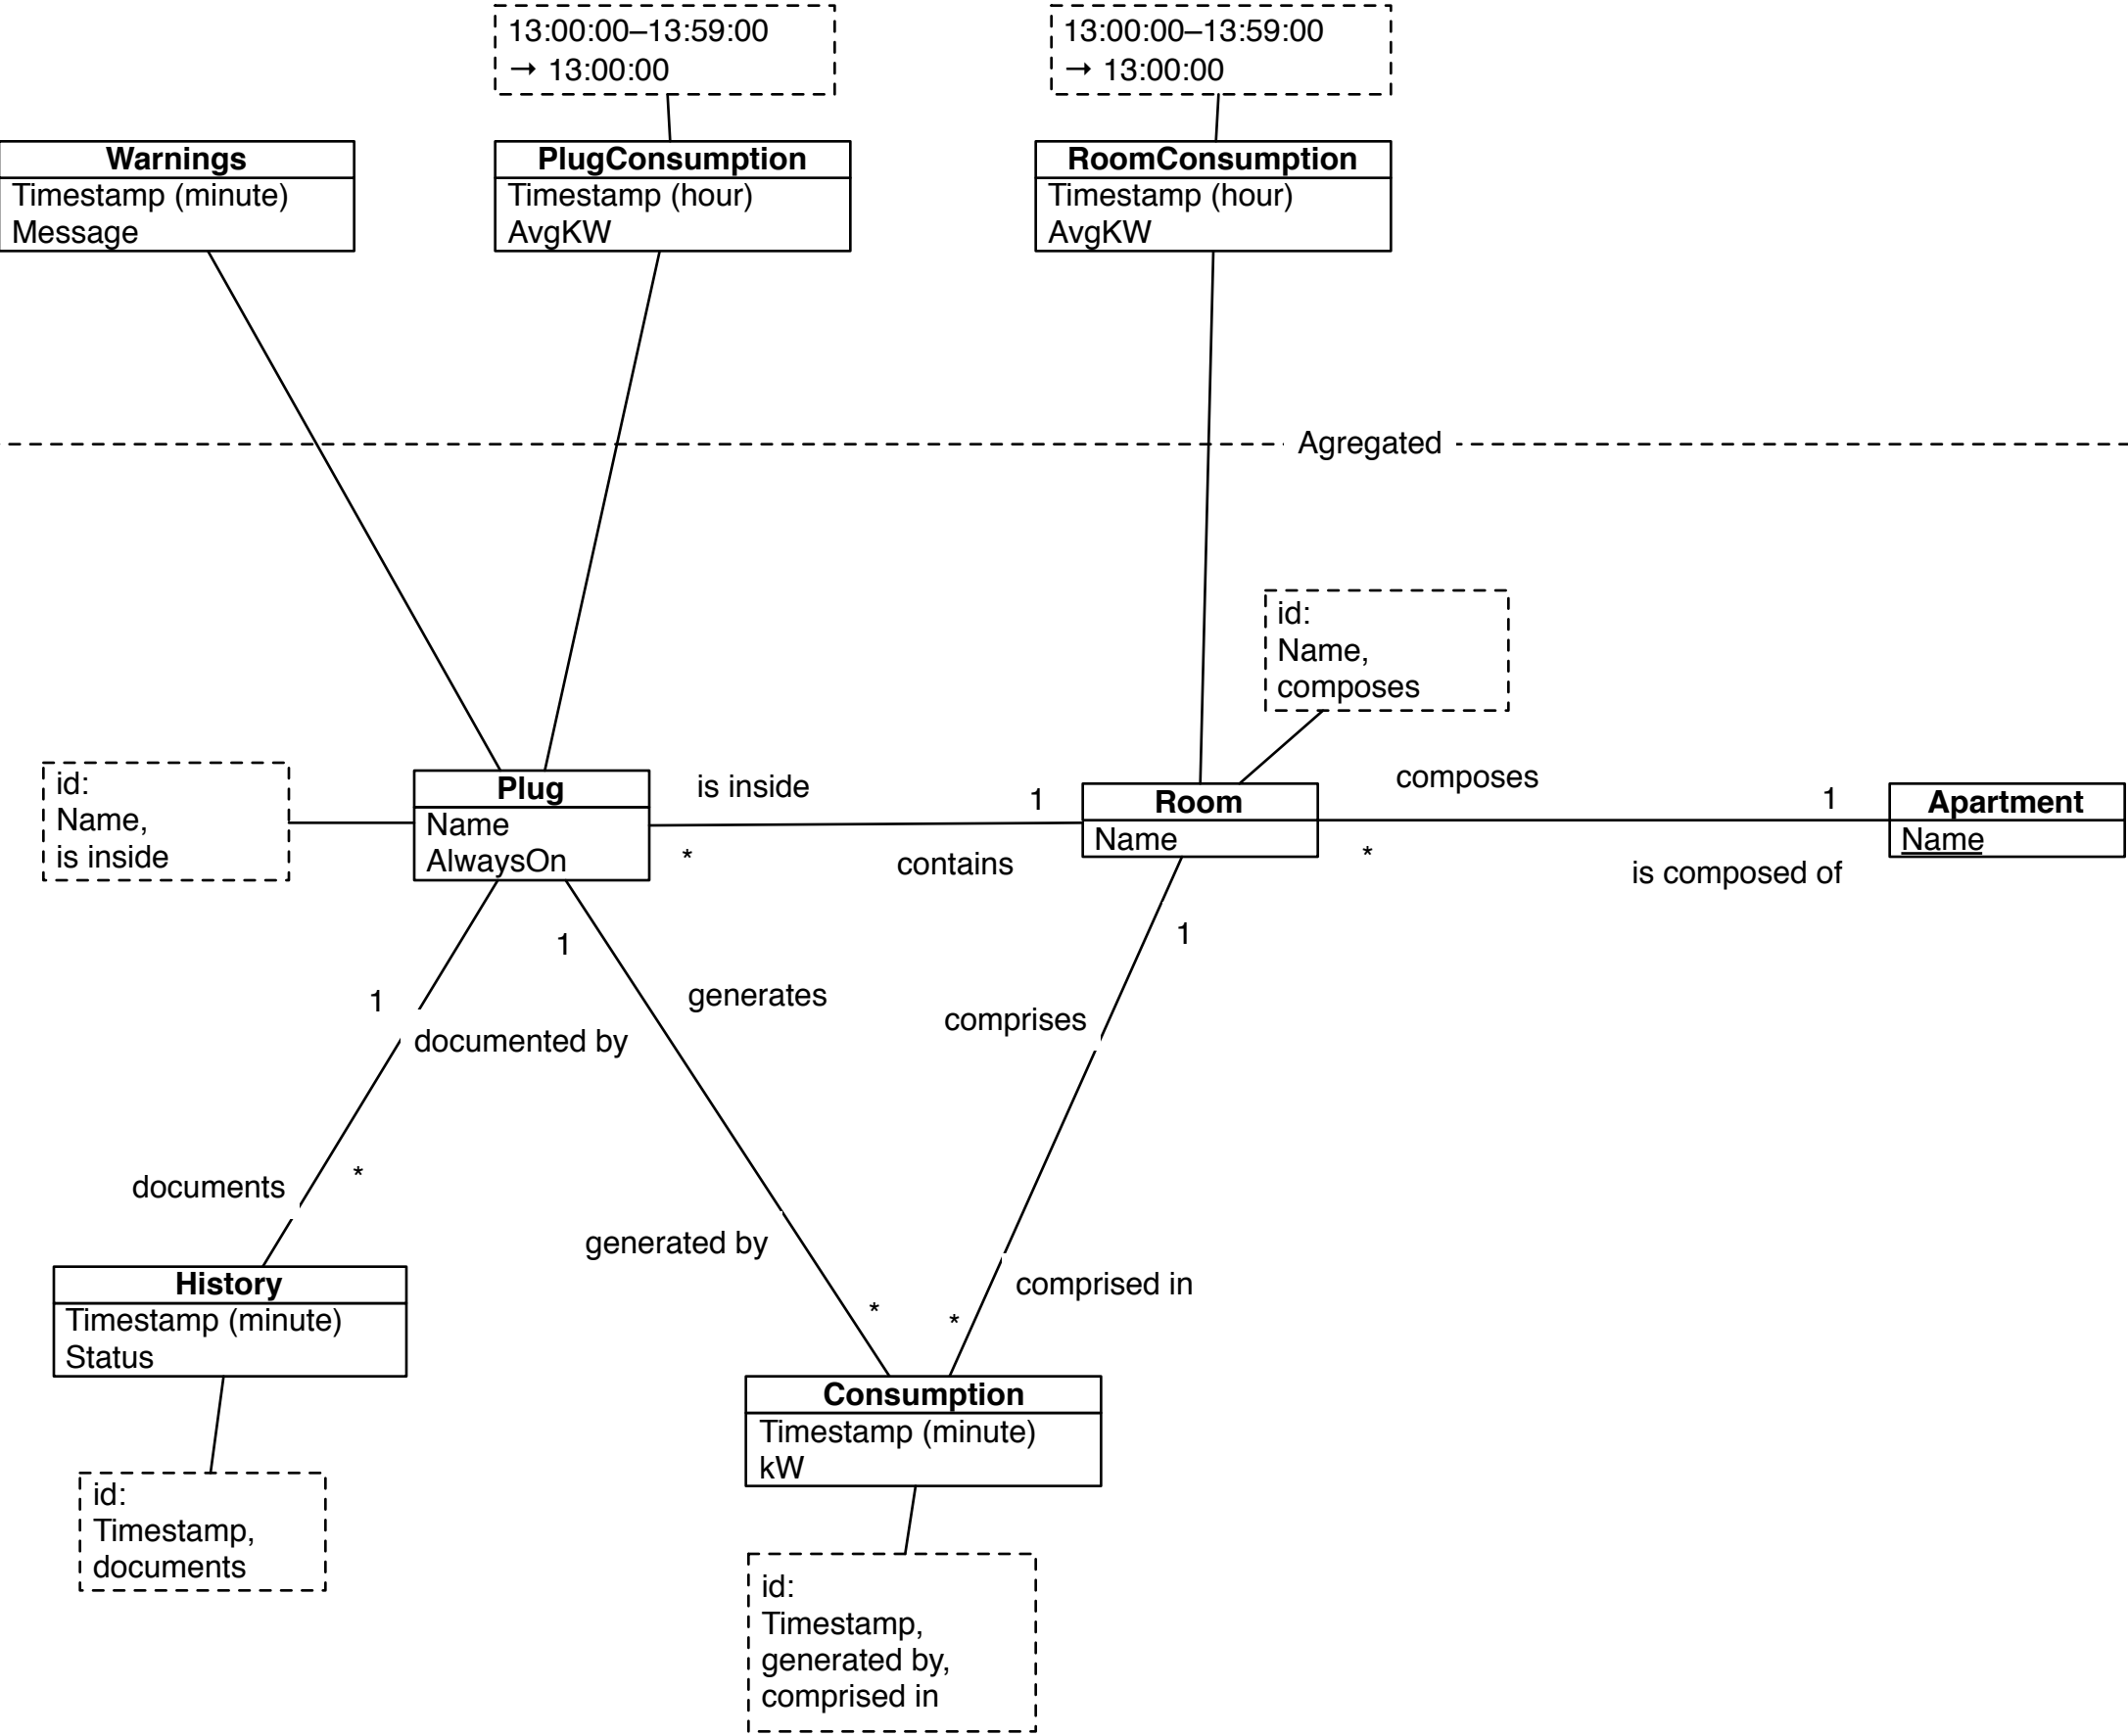 13:00:00–13:59:00
→ 13:00:00
13:00:00–13:59:00
→ 13:00:00
Warnings
Timestamp (minute)
Message
PlugConsumption
Timestamp (hour)
AvgKW
RoomConsumption
Timestamp (hour)
AvgKW
Agregated
id:
Name,
composes
id:
Name,
is inside
Plug
Name
AlwaysOn
is inside
1
*
contains
Room
Name
composes
1
*
is composed of
Apartment
Name
1
1
documented by
generates
comprises
1
documents
*
generated by
*
*
comprised in
History
Timestamp (minute)
Status
Consumption
Timestamp (minute)
kW
id:
Timestamp,
documents
id:
Timestamp,
generated by,
comprised in